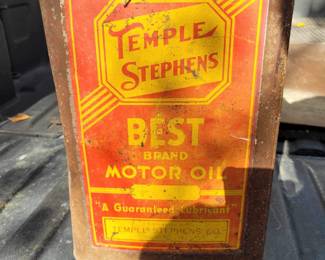 TEMPLE
STEPHENS
BEST
BRAND
MOTOR OIL
"A Guaranteed Lubricant"
TEMPLE STEPHENS CO.